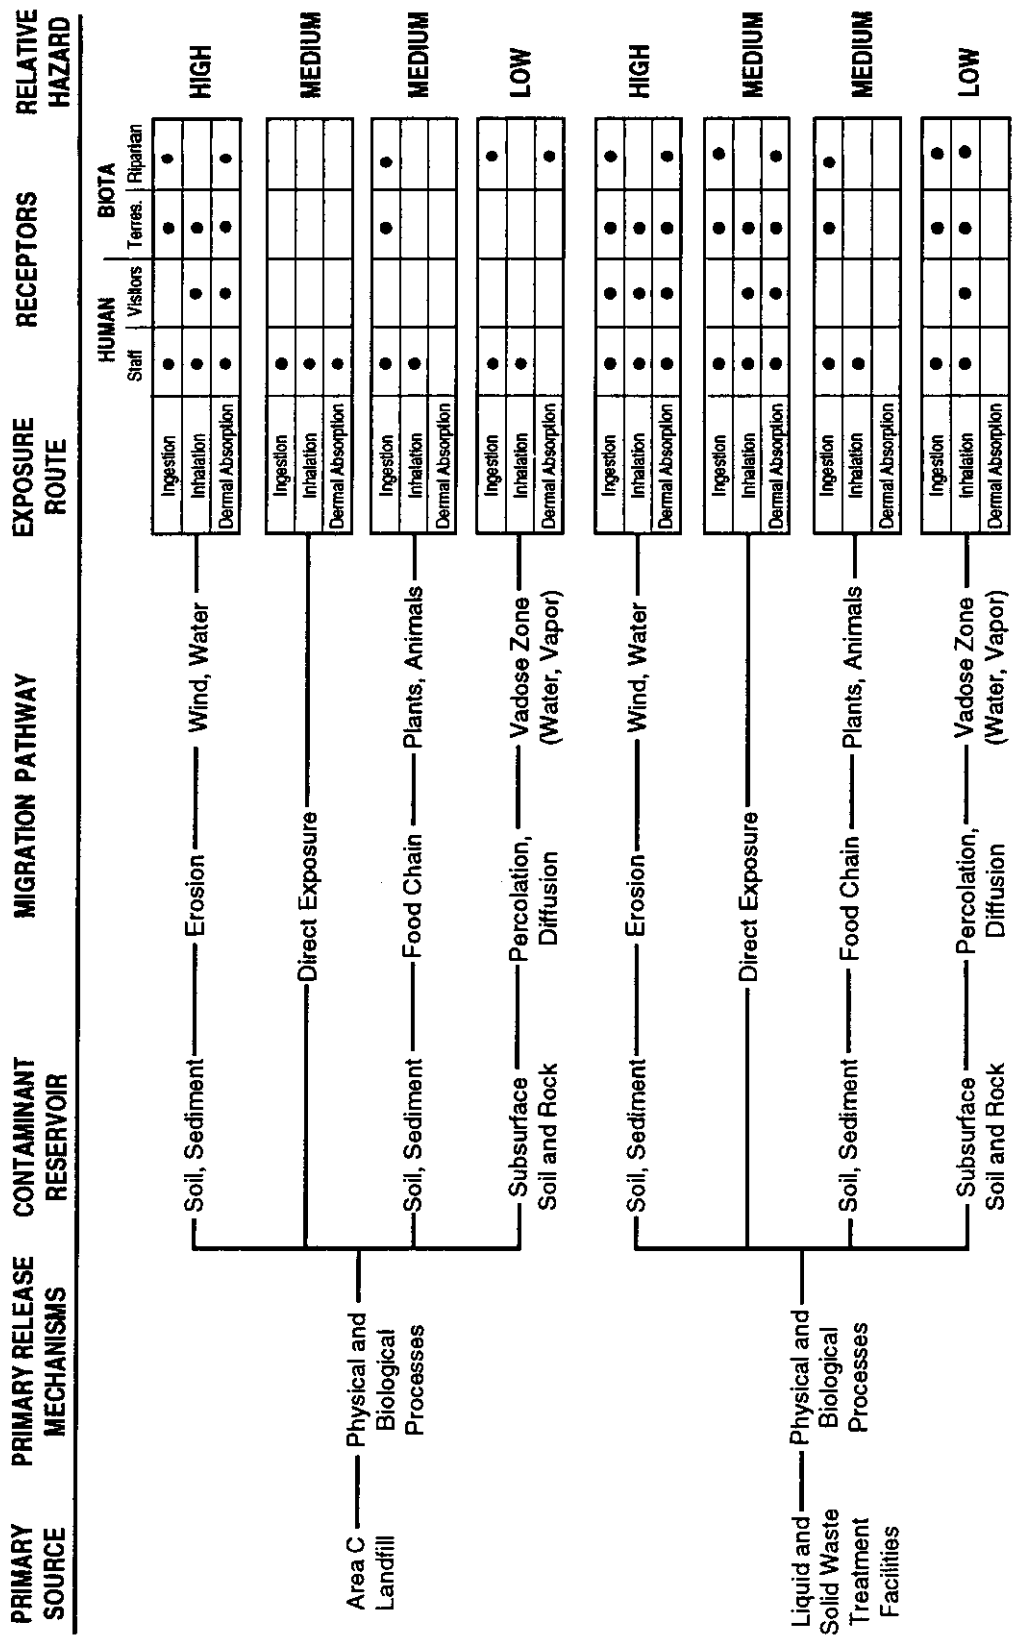 PRIMARY SOURCE
PRIMARY RELEASE MECHANISMS
CONTAMINANT RESERVOIR
MIGRATION PATHWAY
EXPOSURE ROUTE
RECEPTORS
RELATIVE HAZARD
HUMAN
BIOTA
Staff
Visitors
Terres.
Riparian
Area C
Landfill
Physical and
Biological
Processes
Soil, Sediment
Erosion
Wind, Water
Ingestion
Inhalation
Dermal Absorption
HIGH
Direct Exposure
Ingestion
Inhalation
Dermal Absorption
MEDIUM
Soil, Sediment
Food Chain
Plants, Animals
Ingestion
Inhalation
Dermal Absorption
MEDIUM
Subsurface
Soil and Rock
Percolation,
Diffusion
Vadose Zone
(Water, Vapor)
Ingestion
Inhalation
Dermal Absorption
LOW
Liquid and
Solid Waste
Treatment
Facilities
Physical and
Biological
Processes
Soil, Sediment
Erosion
Wind, Water
Ingestion
Inhalation
Dermal Absorption
HIGH
Direct Exposure
Ingestion
Inhalation
Dermal Absorption
MEDIUM
Soil, Sediment
Food Chain
Plants, Animals
Ingestion
Inhalation
Dermal Absorption
MEDIUM
Subsurface
Soil and Rock
Percolation,
Diffusion
Vadose Zone
(Water, Vapor)
Ingestion
Inhalation
Dermal Absorption
LOW